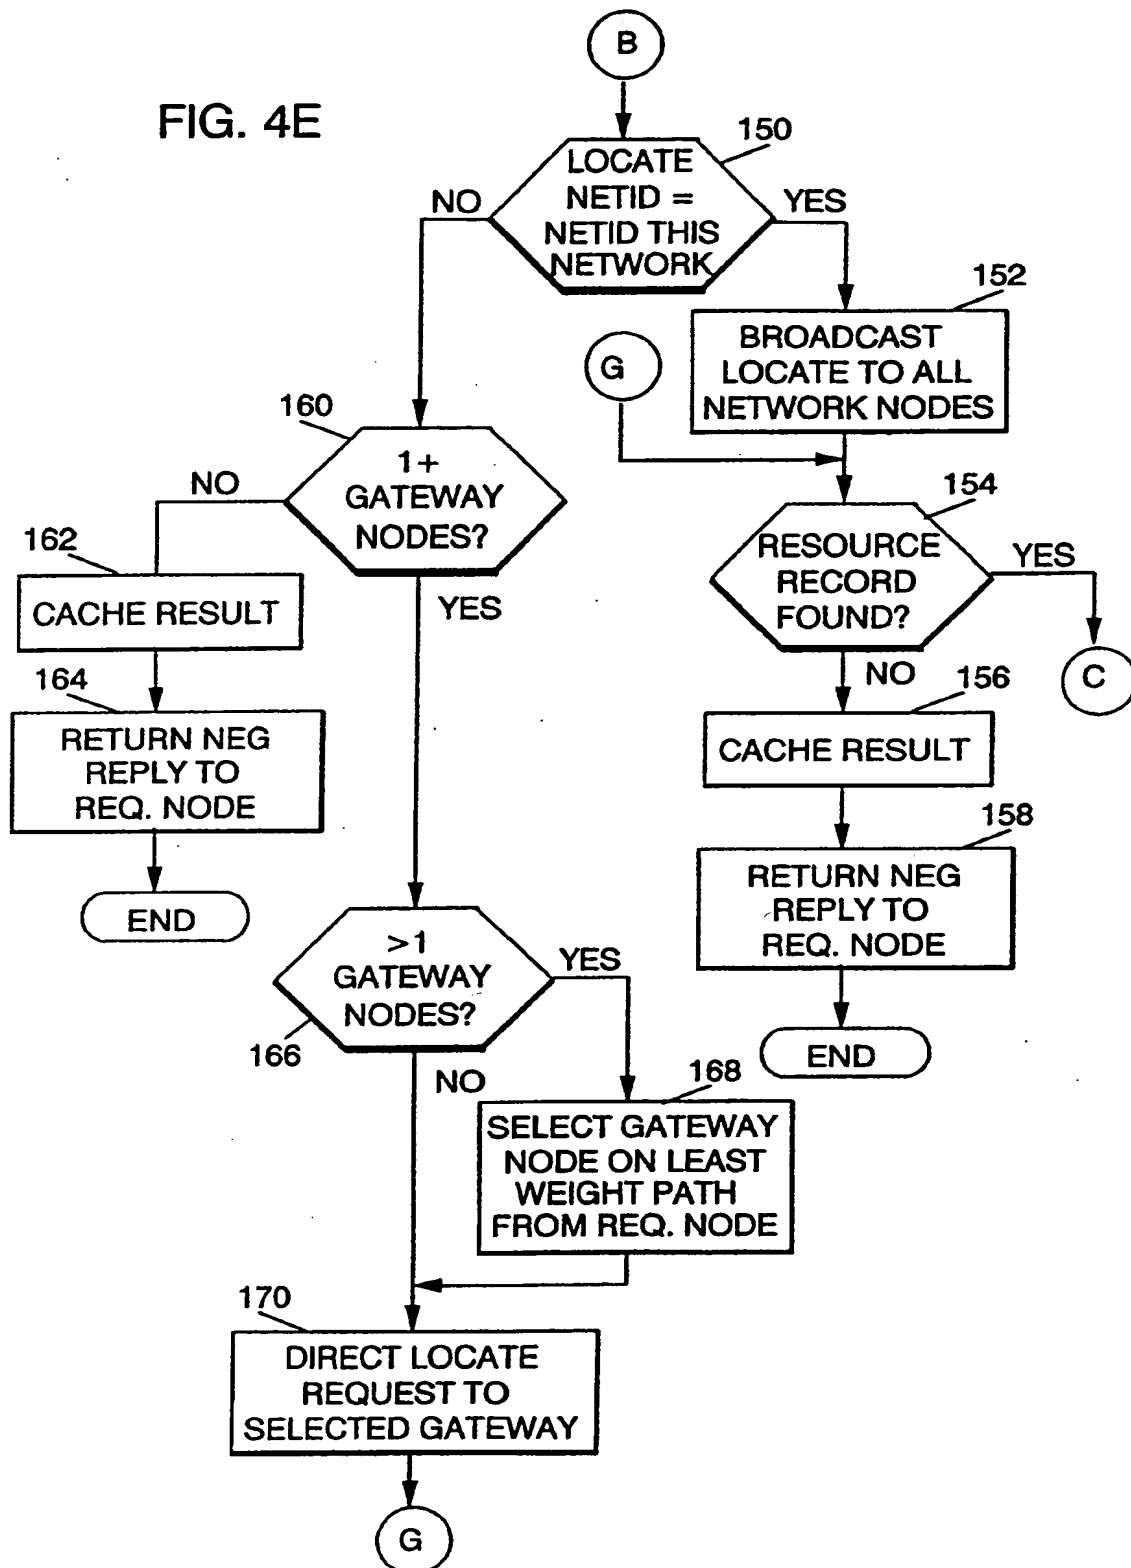 B
FIG. 4E
150
LOCATE
NETID =
NETID THIS
NETWORK
NO
YES
152
BROADCAST
LOCATE TO ALL
NETWORK NODES
G
160
1+
GATEWAY
NODES?
NO
YES
154
RESOURCE
RECORD
FOUND?
YES
NO
C
162
CACHE RESULT
164
RETURN NEG
REPLY TO
REQ. NODE
END
156
CACHE RESULT
158
RETURN NEG
REPLY TO
REQ. NODE
END
>1
GATEWAY
NODES?
166
YES
NO
168
SELECT GATEWAY
NODE ON LEAST
WEIGHT PATH
FROM REQ. NODE
170
DIRECT LOCATE
REQUEST TO
SELECTED GATEWAY
G